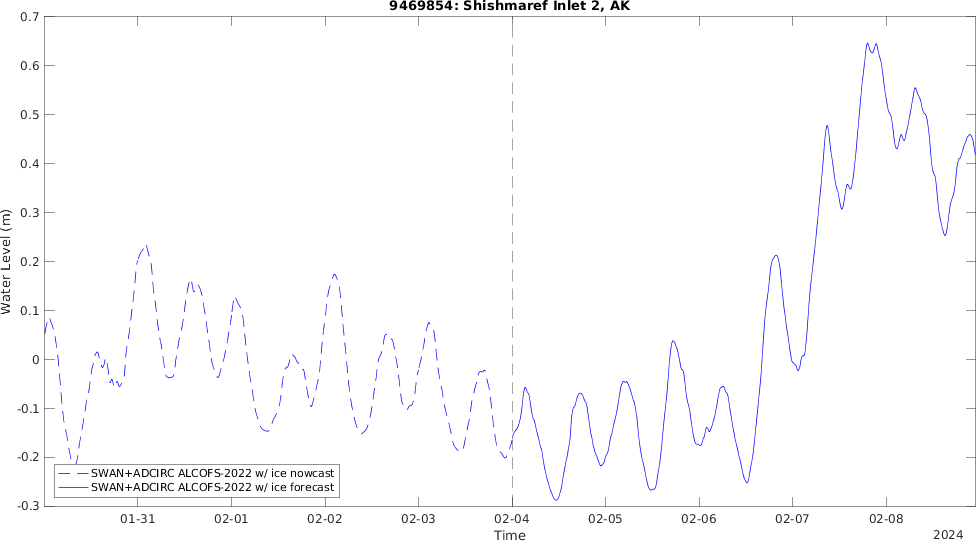 9469854: Shishmaref Inlet 2, AK
0.7
0.6
0.5
0.4
0.3
0.2
0.1
0
-0.1
-0.2
-0.3
Water Level (m)
SWAN+ADCIRC ALCOFS-2022 w/ ice nowcast
SWAN+ADCIRC ALCOFS-2022 w/ ice forecast
01-31 02-01 02-02 02-03 02-04 02-05 02-06 02-07 02-08
Time
2024